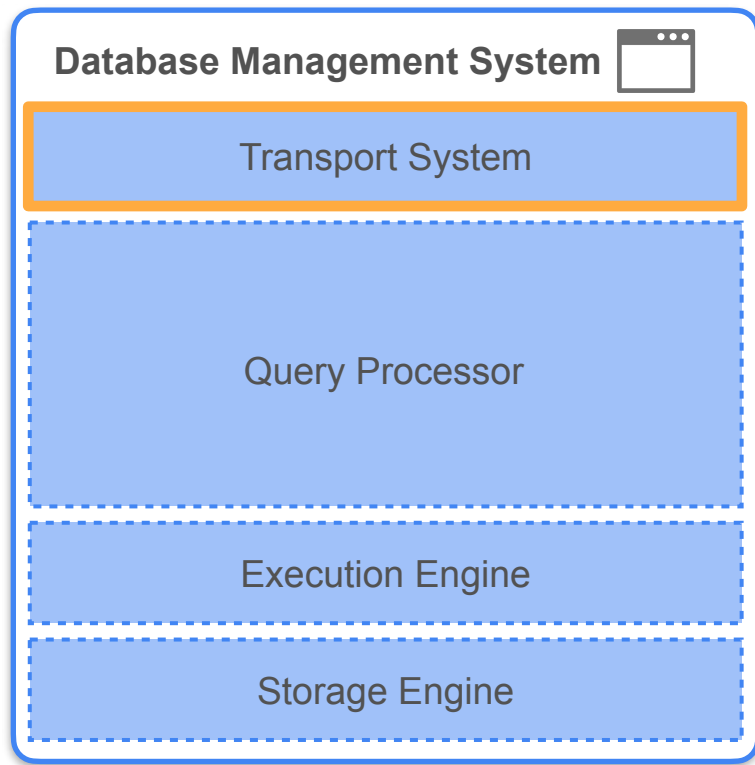 Database Management System
Transport System
Query Processor
Execution Engine
Storage Engine